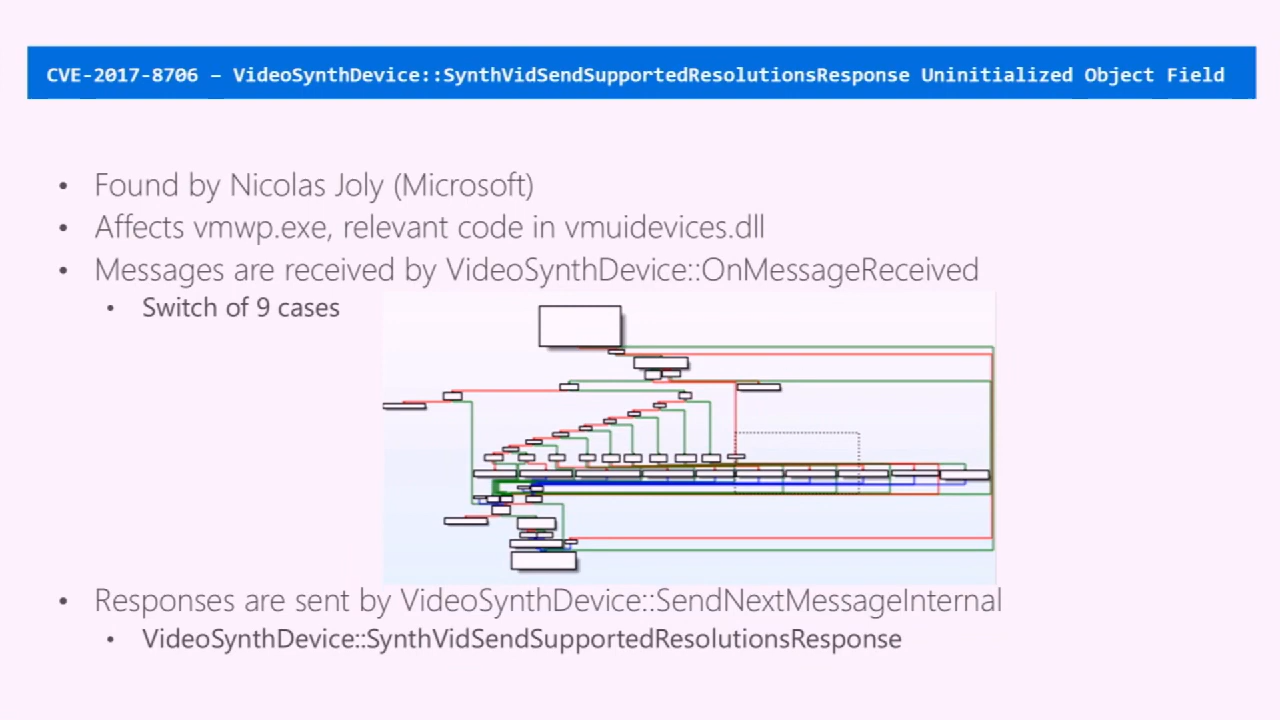 CVE-2017-8706 – VideoSynthDevice::SynthVidSendSupportedResolutionsResponse Uninitialized Object Field
• Found by Nicolas Joly (Microsoft)
• Affects vmwp.exe, relevant code in vmuidevices.dll
• Messages are received by VideoSynthDevice::OnMessageReceived
• Switch of 9 cases
• Responses are sent by VideoSynthDevice::SendNextMessageInternal
• VideoSynthDevice::SynthVidSendSupportedResolutionsResponse